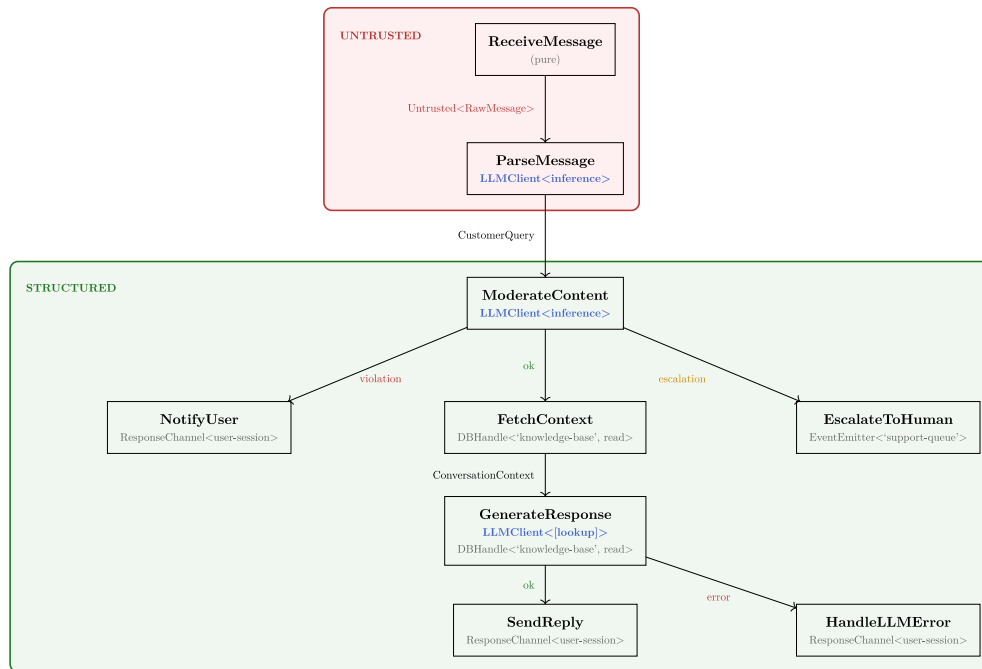 UNTRUSTED
ReceiveMessage
(pure)
Untrusted<RawMessage>
ParseMessage
LLMClient<inference>
CustomerQuery
STRUCTURED
ModerateContent
LLMClient<inference>
violation
ok
escalation
NotifyUser
ResponseChannel<user-session>
FetchContext
DBHandle<‘knowledge-base’, read>
EscalateToHuman
EventEmitter<‘support-queue’>
ConversationContext
GenerateResponse
LLMClient<[lookup]>
DBHandle<‘knowledge-base’, read>
ok
error
SendReply
ResponseChannel<user-session>
HandleLLMError
ResponseChannel<user-session>